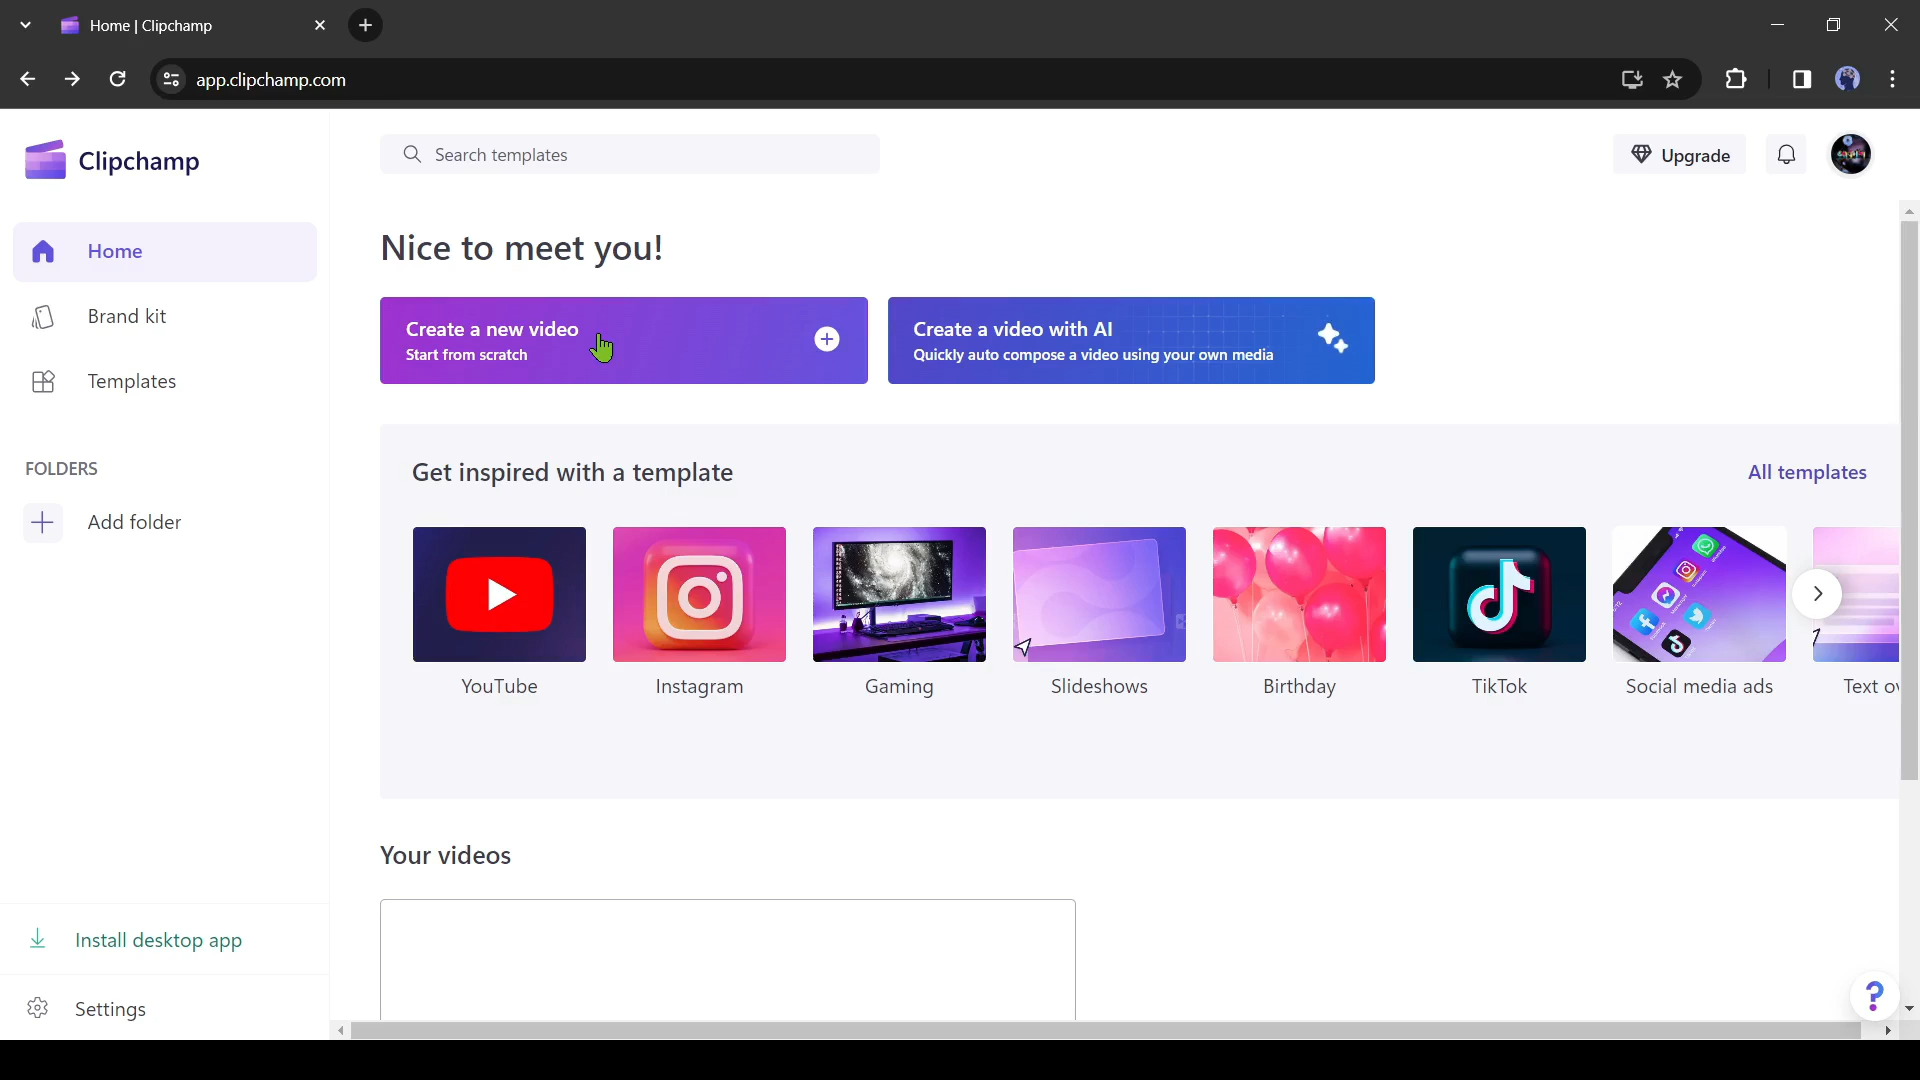 Home | Clipchamp
app.clipchamp.com
Clipchamp
Search templates
Upgrade
Home
Brand kit
Templates
FOLDERS
Add folder
Install desktop app
Settings
Nice to meet you!
Create a new video
Start from scratch
Create a video with AI
Quickly auto compose a video using your own media
Get inspired with a template
All templates
YouTube
Instagram
Gaming
Slideshows
Birthday
TikTok
Social media ads
Text
Your videos
?